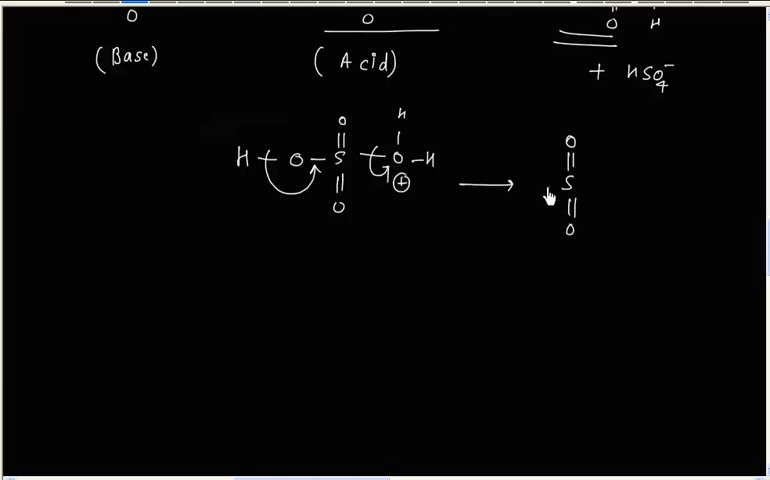 O O O H
(Base) (Acid) + HSO4-
O H O
H - O - S - O - H → S
O ⊕ O